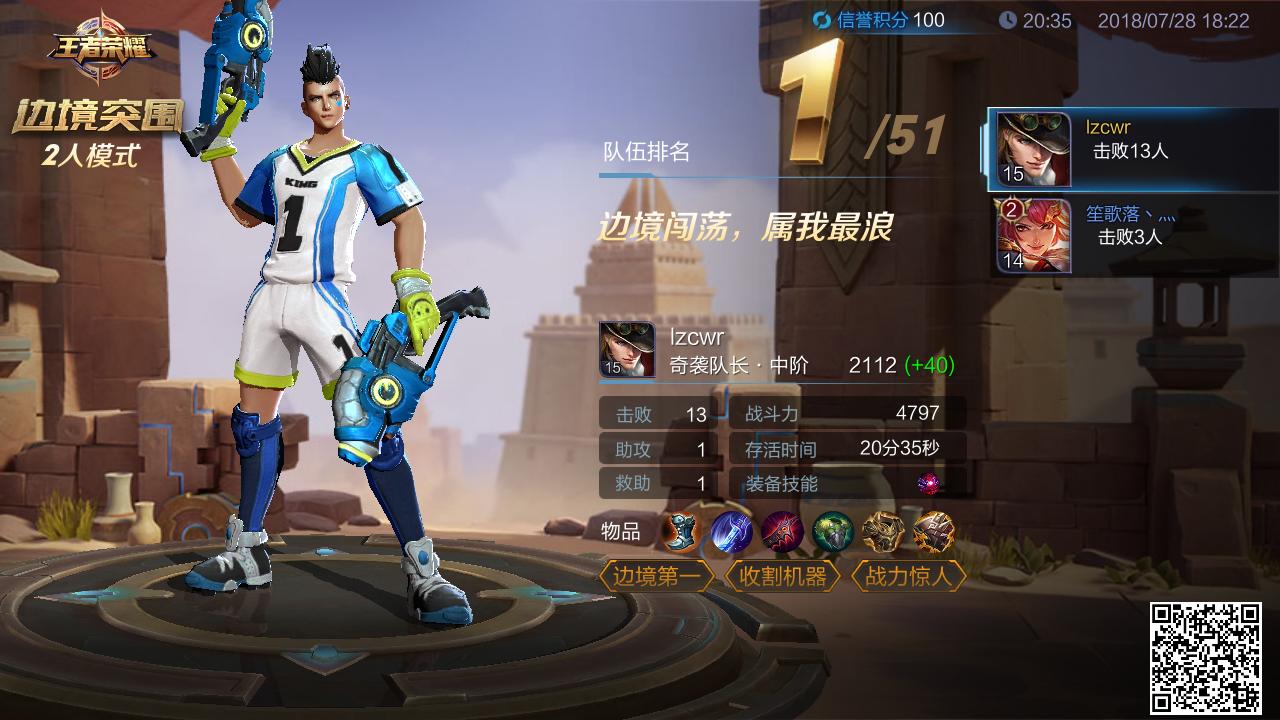 王者荣耀
边境突围
2人模式
信誉积分 100
20:35
2018/07/28 18:22
KING
1
1
队伍排名
1/51
边境闯荡，属我最浪
lzcwr
击败13人
15
2
笙歌落丶灬
击败3人
14
lzcwr
15
奇袭队长·中阶
2112 (+40)
击败 13
战斗力 4797
助攻 1
存活时间 20分35秒
救助 1
装备技能
物品
边境第一
收割机器
战力惊人